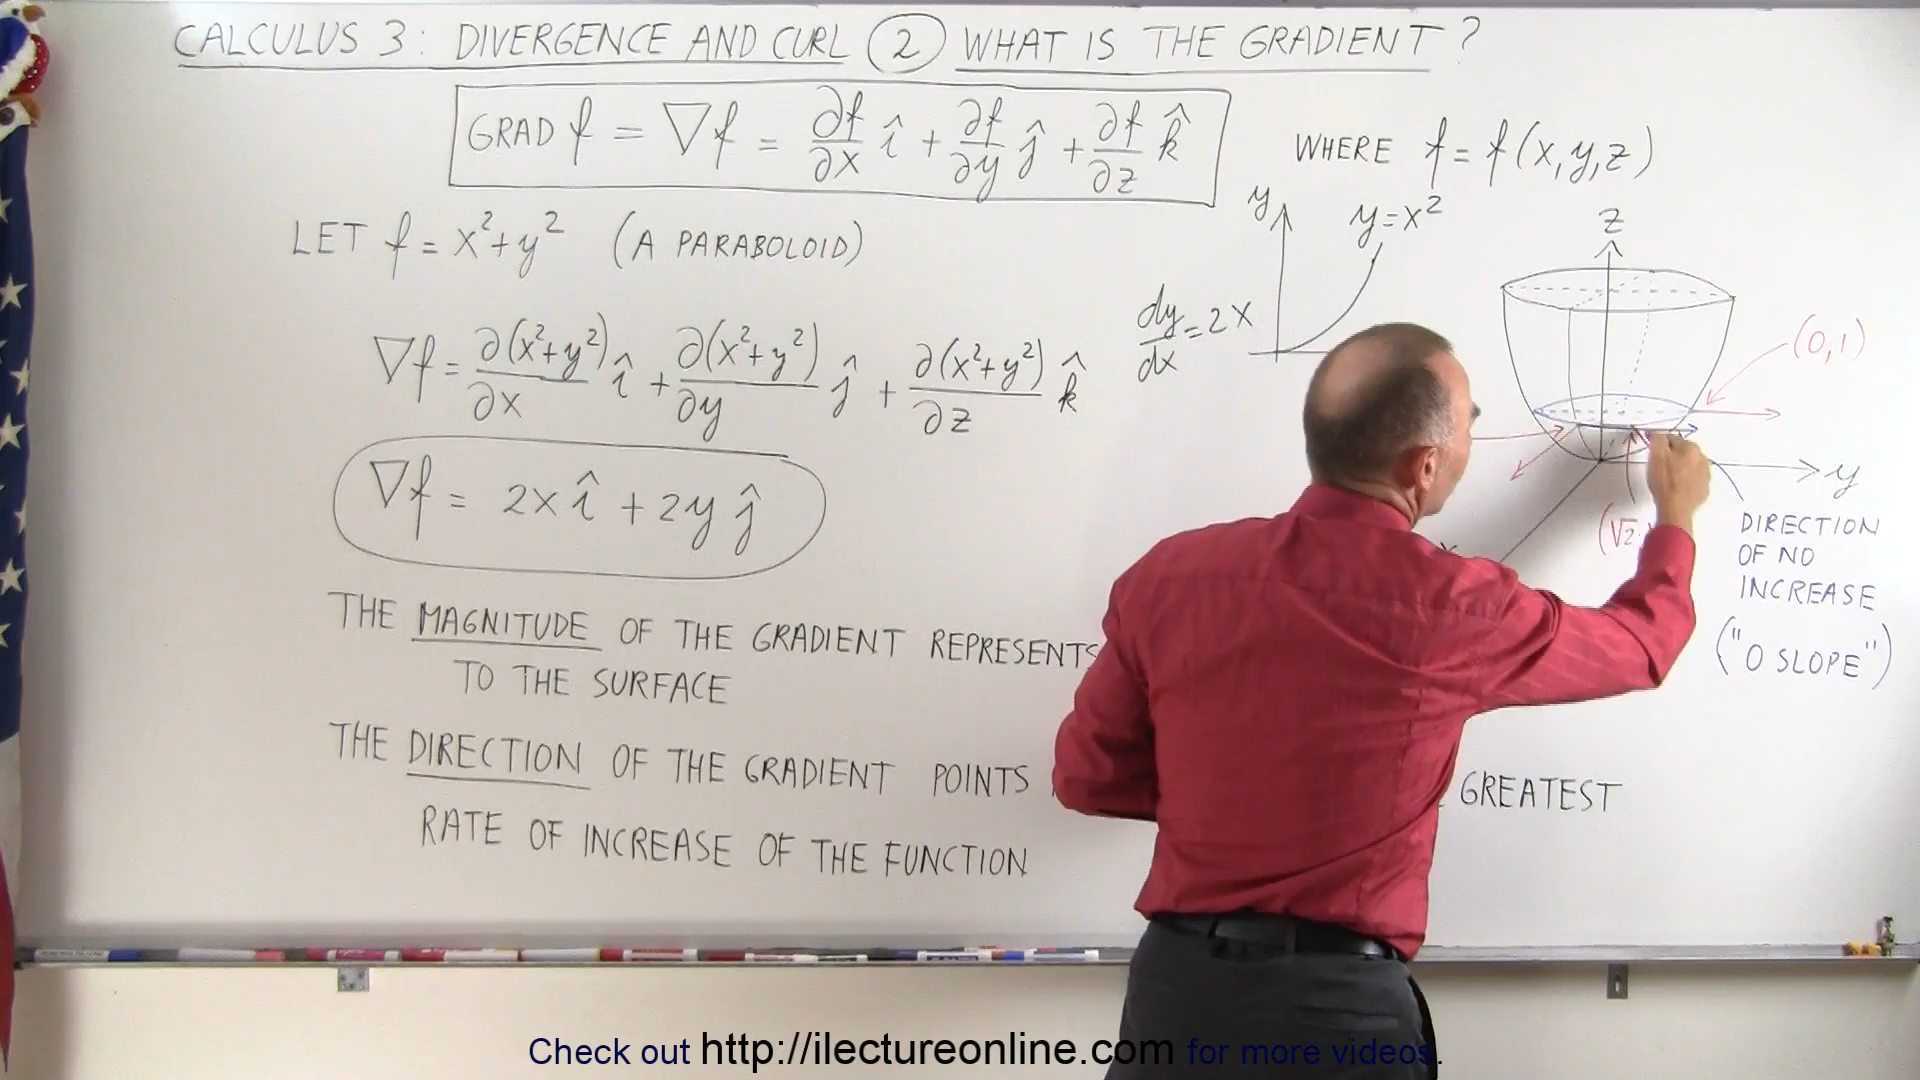 CALCULUS 3: DIVERGENCE AND CURL (2) WHAT IS THE GRADIENT?
GRAD f = ∇f = ∂f/∂x î + ∂f/∂y ĵ + ∂f/∂z k̂
WHERE f = f(x,y,z)
LET f = x²+y² (A PARABOLOID)
y
y=x²
dy/dx = 2x
z
(0,1)
∇f = ∂(x²+y²)/∂x î + ∂(x²+y²)/∂y ĵ + ∂(x²+y²)/∂z k̂
y
∇f = 2x î + 2y ĵ
x
(√2
DIRECTION
OF NO
INCREASE
("0 SLOPE")
THE MAGNITUDE OF THE GRADIENT REPRESENTS
TO THE SURFACE
THE DIRECTION OF THE GRADIENT POINTS GREATEST
RATE OF INCREASE OF THE FUNCTION
Check out http://ilectureonline.com for more videos.